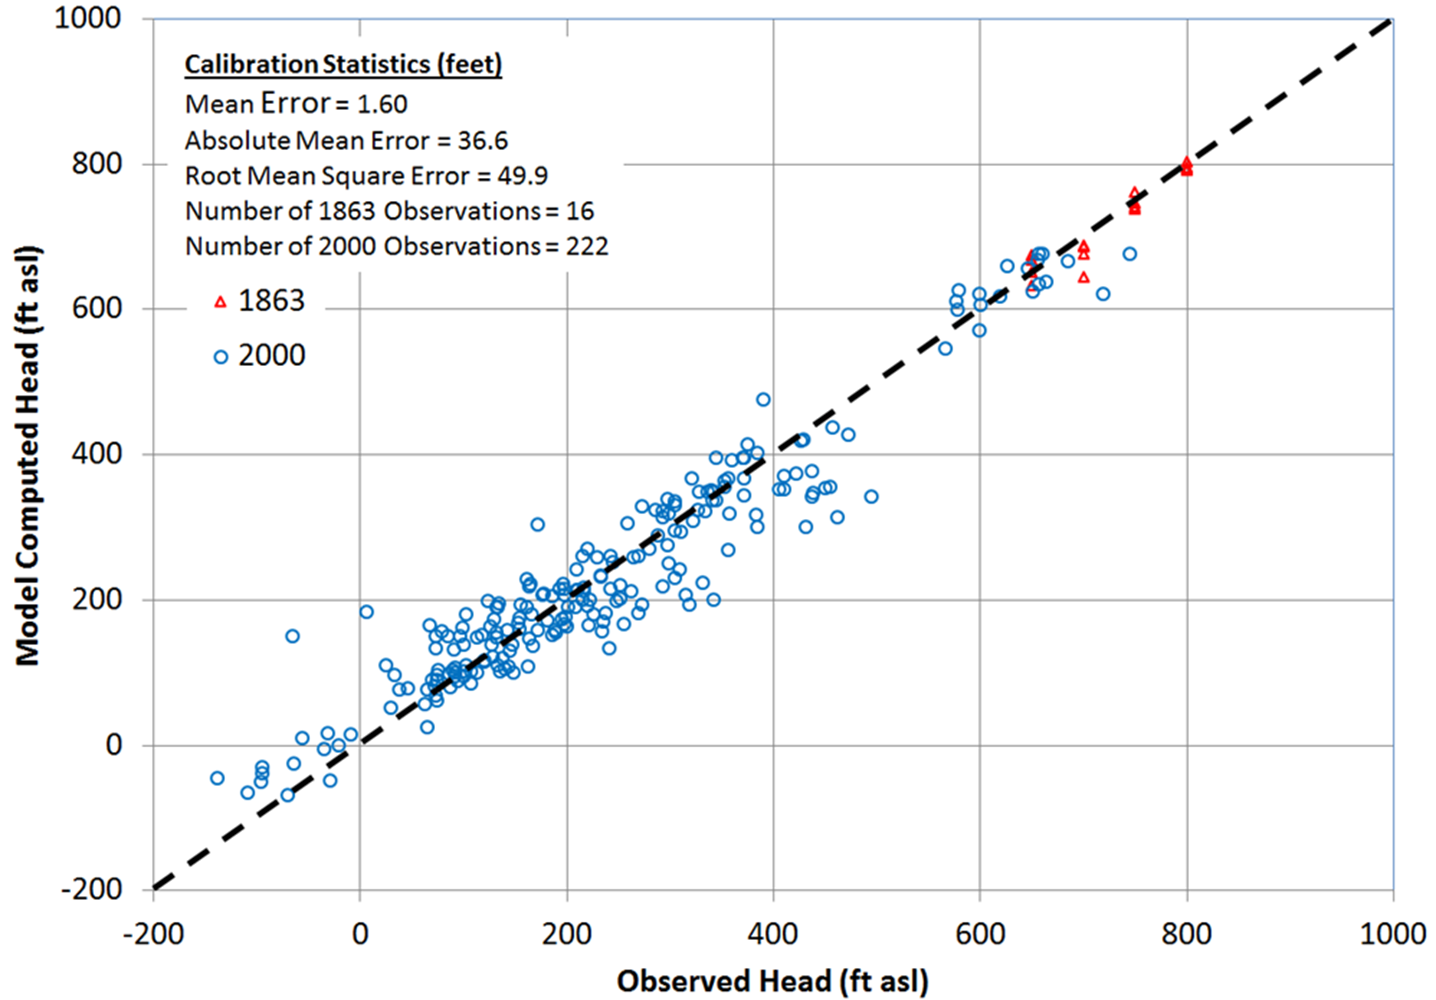 1000
800
600
400
200
0
-200
Model Computed Head (ft asl)
Calibration Statistics (feet)
Mean Error = 1.60
Absolute Mean Error = 36.6
Root Mean Square Error = 49.9
Number of 1863 Observations = 16
Number of 2000 Observations = 222
1863
2000
-200 0 200 400 600 800 1000
Observed Head (ft asl)